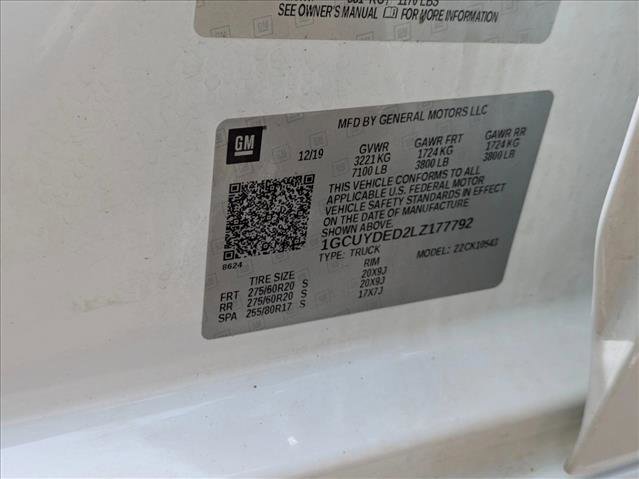 KG, 1170 LBS
SEE OWNER'S MANUAL FOR MORE INFORMATION
MFD BY GENERAL MOTORS LLC
GM
12/19
GVWR
3221 KG
7100 LB
GAWR FRT
1724 KG
3800 LB
GAWR RR
1724 KG
3800 LB
THIS VEHICLE CONFORMS TO ALL
APPLICABLE U.S. FEDERAL MOTOR
VEHICLE SAFETY STANDARDS IN EFFECT
ON THE DATE OF MANUFACTURE
SHOWN ABOVE.
1GCUYDED2LZ177792
TYPE: TRUCK MODEL: 22CK10543
8624
TIRE SIZE RIM
FRT 275/60R20 S 20X9J
RR 275/60R20 S 20X9J
SPA 255/80R17 S 17X7J